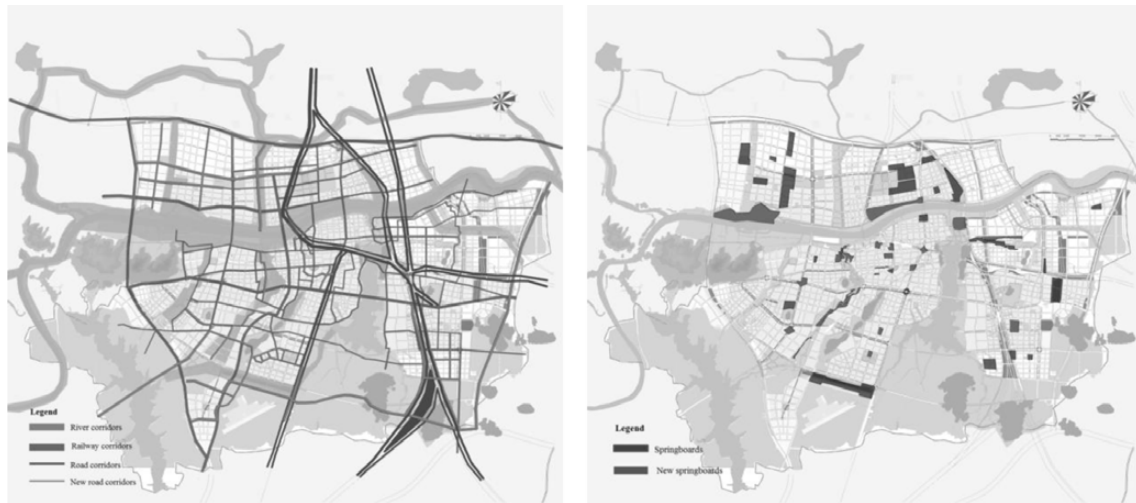 Legend
River corridors
Railway corridors
Road corridors
New road corridors
Legend
Springboards
New springboards